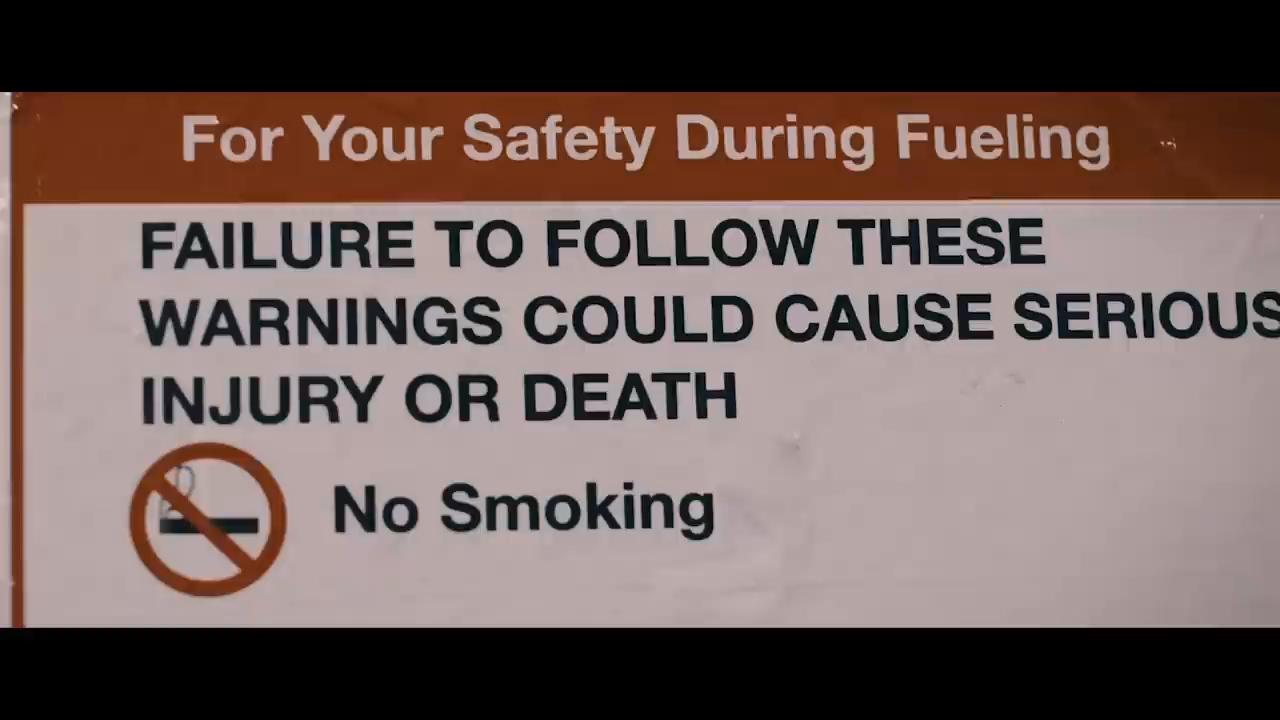 For Your Safety During Fueling
FAILURE TO FOLLOW THESE
WARNINGS COULD CAUSE SERIOUS
INJURY OR DEATH
No Smoking